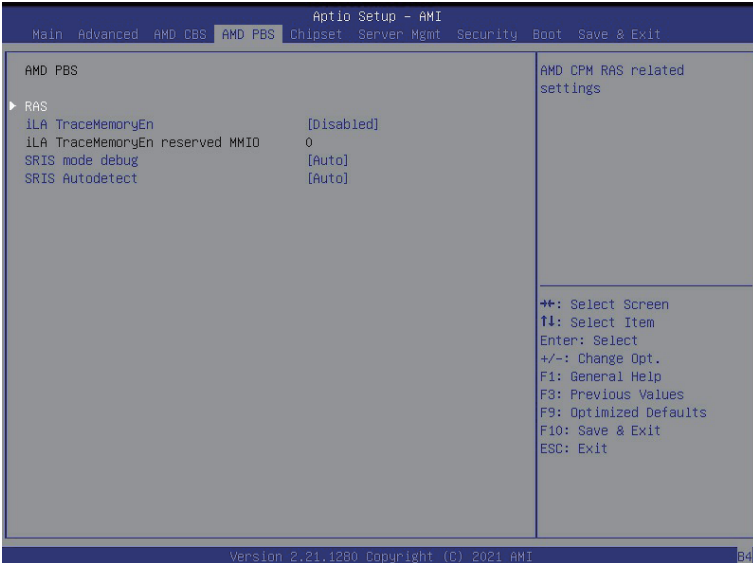 Aptio Setup - AMI
Main Advanced AMD CBS AMD PBS Chipset Server Mgmt Security Boot Save & Exit
AMD PBS
RAS
iLA TraceMemoryEn [Disabled]
iLA TraceMemoryEn reserved MMIO 0
SRIS mode debug [Auto]
SRIS Autodetect [Auto]
AMD CPM RAS related
settings
→←: Select Screen
↑↓: Select Item
Enter: Select
+/-: Change Opt.
F1: General Help
F3: Previous Values
F9: Optimized Defaults
F10: Save & Exit
ESC: Exit
Version 2.21.1280 Copyright (C) 2021 AMI
B4